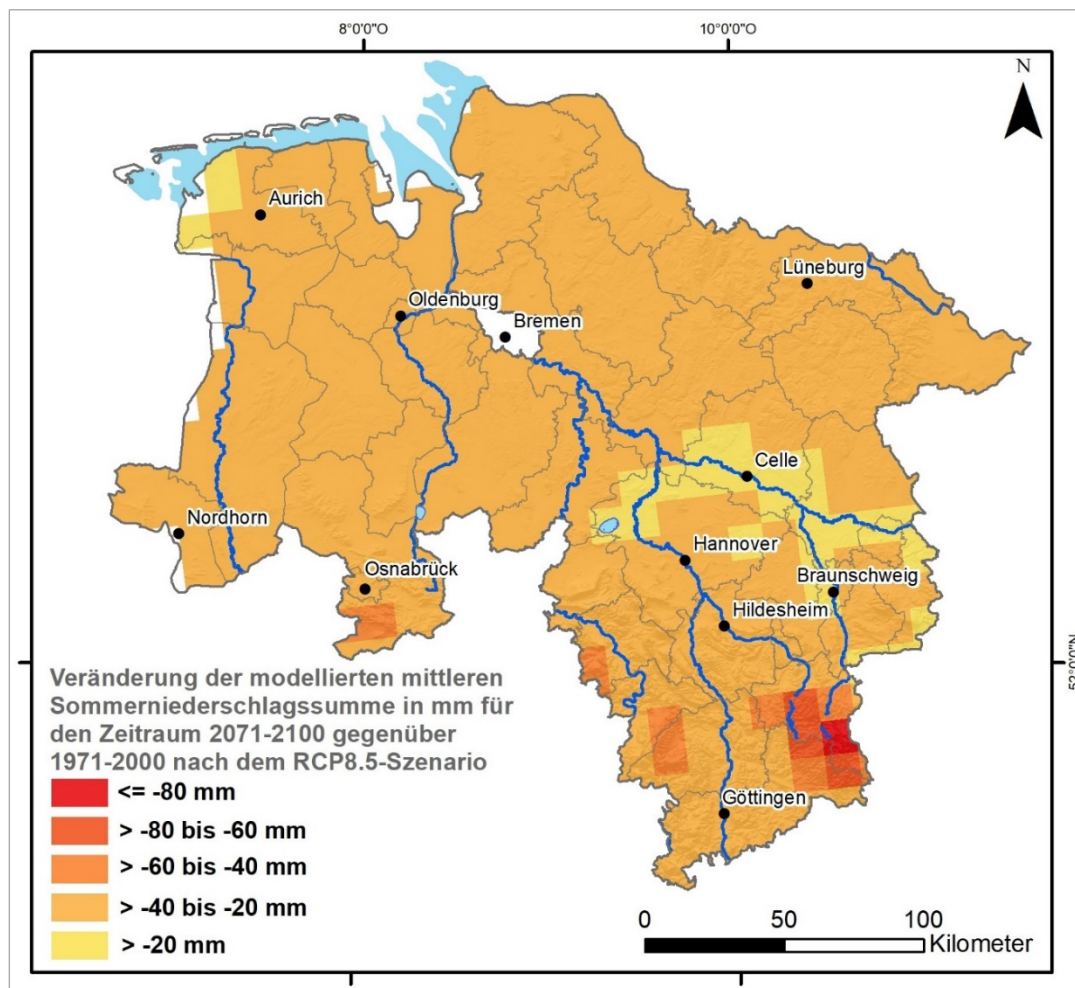 8°0'0"O
10°0'0"O
N
Aurich
Lüneburg
Oldenburg
Bremen
Celle
Nordhorn
Hannover
Osnabrück
Braunschweig
Hildesheim
52°0'0"N
Veränderung der modellierten mittleren
Sommerniederschlagssumme in mm für
den Zeitraum 2071-2100 gegenüber
1971-2000 nach dem RCP8.5-Szenario
<= -80 mm
> -80 bis -60 mm
> -60 bis -40 mm
> -40 bis -20 mm
> -20 mm
Göttingen
0 50 100
Kilometer